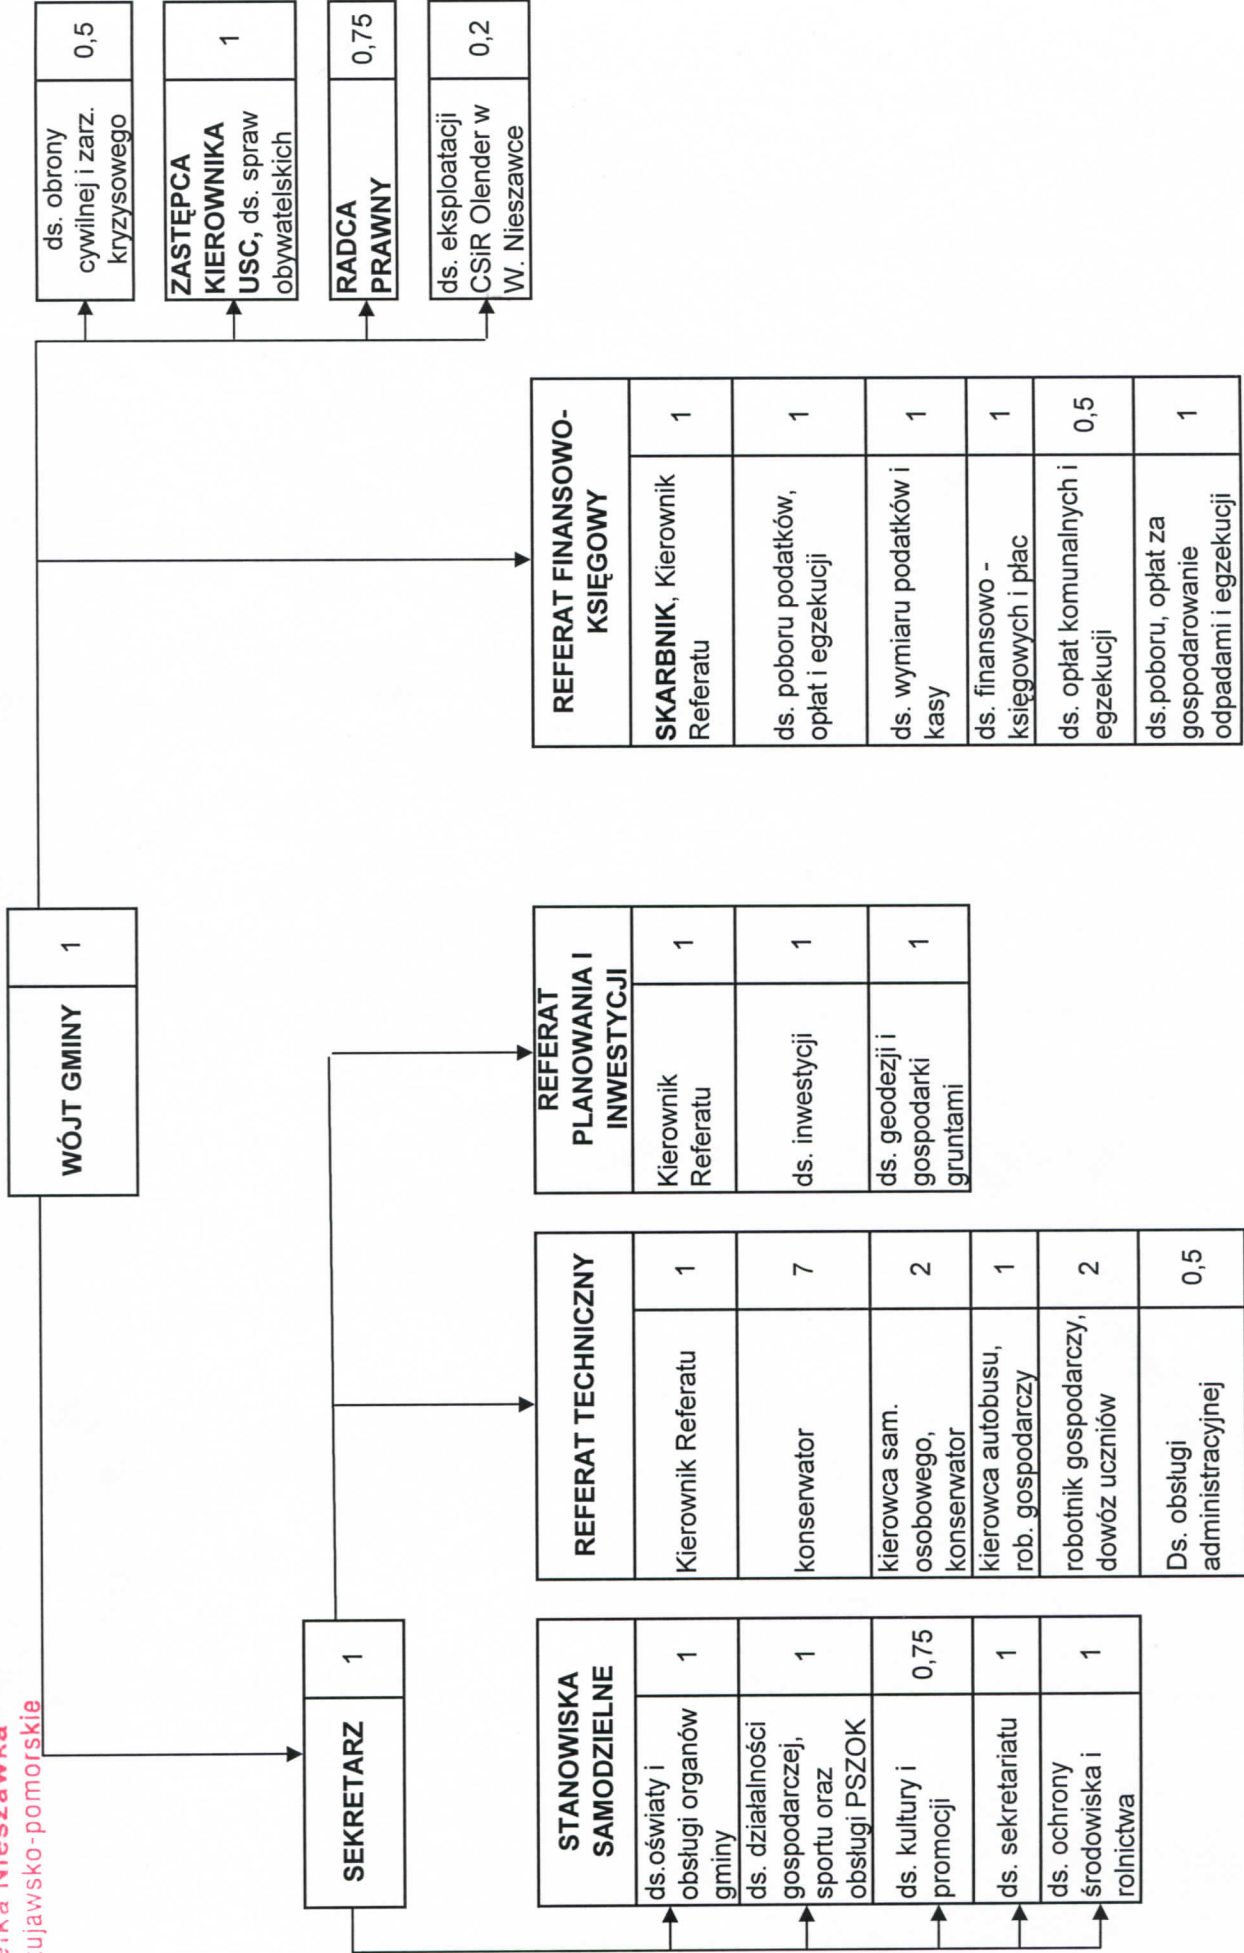 Nieszawka
ujawsko-pomorskie
WÓJT GMINY 1
SEKRETARZ 1
ds. obrony
cywilnej i zarz.
kryzysowego
0,5
ZASTĘPCA
KIEROWNIKA
USC, ds. spraw
obywatelskich
1
RADCA
PRAWNY
0,75
ds. eksploatacji
CSiR Olender w
W. Nieszawce
0,2
STANOWISKA
SAMODZIELNE
ds.oświaty i
obsługi organów
gminy
1
ds. działalności
gospodarczej,
sportu oraz
obsługi PSZOK
1
ds. kultury i
promocji
0,75
ds. sekretariatu 1
ds. ochrony
środowiska i
rolnictwa
1
REFERAT TECHNICZNY
Kierownik Referatu 1
konserwator 7
kierowca sam.
osobowego,
konserwator
2
kierowca autobusu,
rob. gospodarczy
1
robotnik gospodarczy,
dowóz uczniów
2
Ds. obsługi
administracyjnej
0,5
REFERAT
PLANOWANIA I
INWESTYCJI
Kierownik
Referatu
1
ds. inwestycji 1
ds. geodezji i
gospodarki
gruntami
1
REFERAT FINANSOWO-
KSIĘGOWY
SKARBNIK, Kierownik
Referatu
1
ds. poboru podatków,
opłat i egzekucji
1
ds. wymiaru podatków i
kasy
1
ds. finansowo -
księgowych i płac
1
ds. opłat komunalnych i
egzekucji
0,5
ds.poboru, opłat za
gospodarowanie
odpadami i egzekucji
1